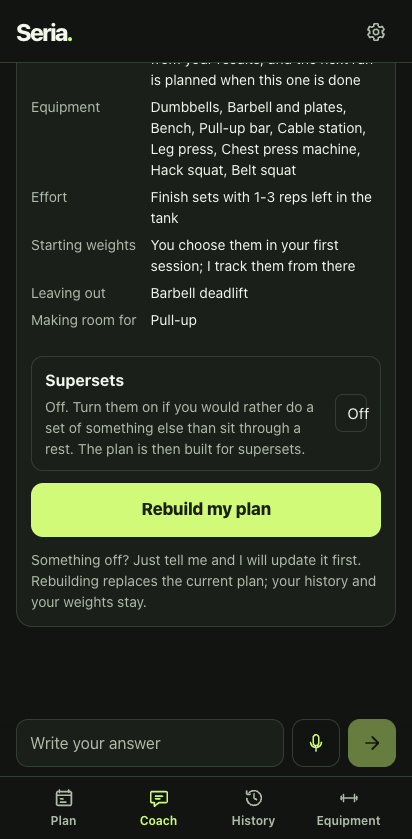 Seria.
from your results, and the next run
is planned when this one is done
Equipment
Dumbbells, Barbell and plates,
Bench, Pull-up bar, Cable station,
Leg press, Chest press machine,
Hack squat, Belt squat
Effort
Finish sets with 1-3 reps left in the
tank
Starting weights
You choose them in your first
session; I track them from there
Leaving out
Barbell deadlift
Making room for
Pull-up
Supersets
Off. Turn them on if you would rather do a
set of something else than sit through a
rest. The plan is then built for supersets.
Off
Rebuild my plan
Something off? Just tell me and I will update it first.
Rebuilding replaces the current plan; your history and
your weights stay.
Write your answer
Plan
Coach
History
Equipment